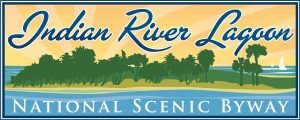 Indian River Lagoon
NATIONAL SCENIC BYWAY